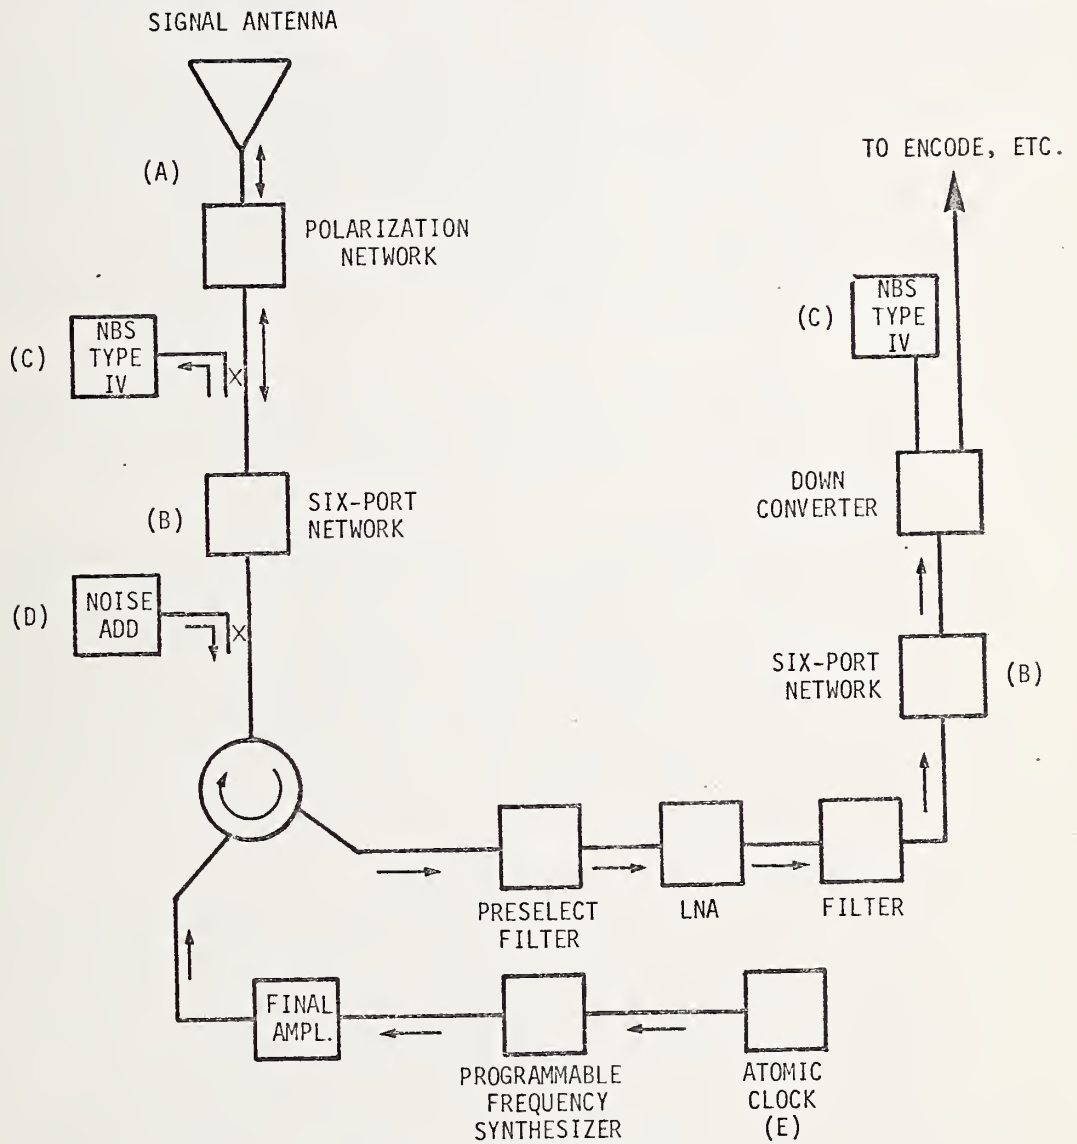 SIGNAL ANTENNA
(A)
POLARIZATION
NETWORK
(C)
NBS
TYPE
IV
X
(B)
SIX-PORT
NETWORK
(D)
NOISE
ADD
X
TO ENCODE, ETC.
(C)
NBS
TYPE
IV
DOWN
CONVERTER
SIX-PORT
NETWORK
(B)
PRESELECT
FILTER
LNA
FILTER
FINAL
AMPL.
PROGRAMMABLE
FREQUENCY
SYNTHESIZER
ATOMIC
CLOCK
(E)